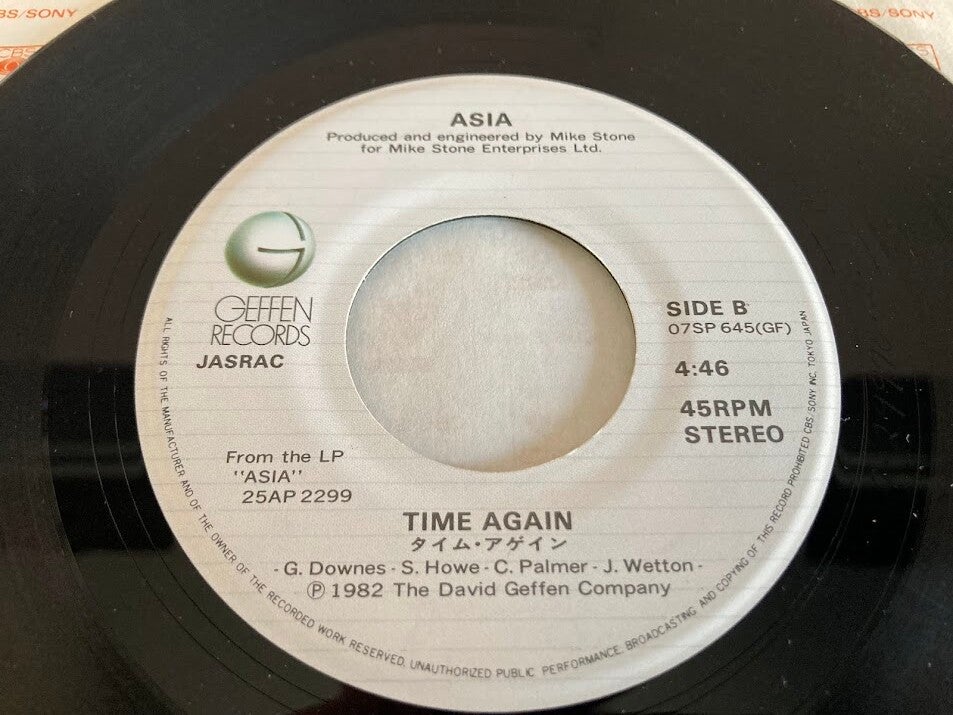 BS/SONY
BS/SONY
ASIA
Produced and engineered by Mike Stone
for Mike Stone Enterprises Ltd.
GEFFEN
RECORDS
JASRAC
SIDE B
07SP 645(GF)
4:46
45RPM
STEREO
From the LP
"ASIA"
25AP 2299
TIME AGAIN
タイム・アゲイン
- G. Downes - S. Howe - C. Palmer - J. Wetton -
Ⓟ 1982 The David Geffen Company
ALL RIGHTS OF THE MANUFACTURER AND OF THE OWNER OF THE RECORDED WORK RESERVED. UNAUTHORIZED PUBLIC PERFORMANCE, BROADCASTING AND COPYING OF THIS RECORD PROHIBITED CBS/SONY INC. TOKYO JAPAN